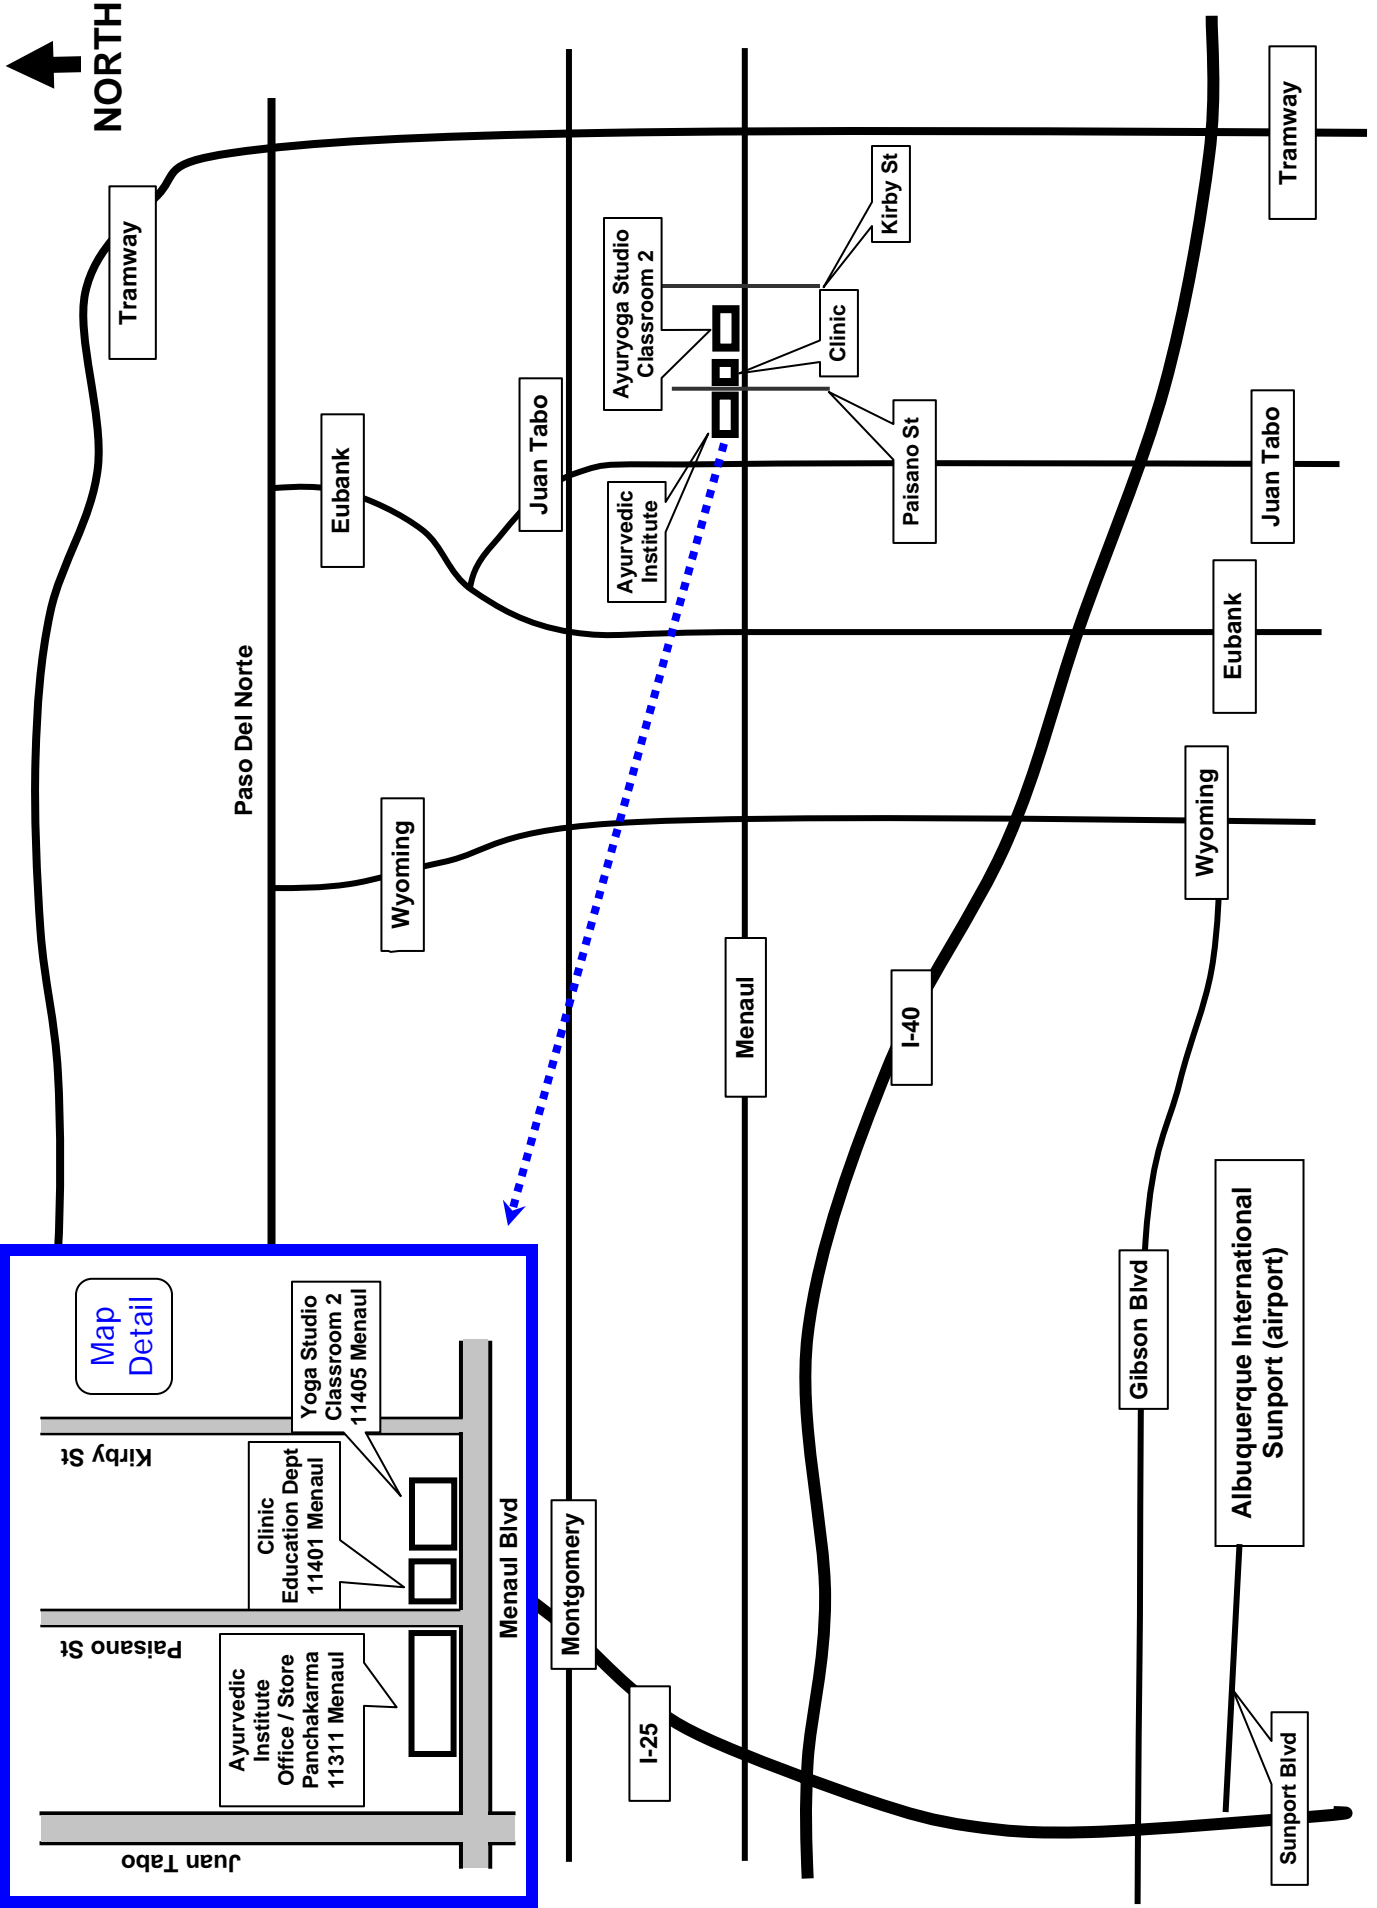 NORTH
Tramway
Paso Del Norte
Eubank
Wyoming
Juan Tabo
Ayuryoga Studio
Classroom 2
Kirby St
Clinic
Ayurvedic
Institute
Paisano St
Menaul
I-40
Tramway
Juan Tabo
Eubank
Wyoming
Gibson Blvd
Albuquerque International
Sunport (airport)
Sunport Blvd
Montgomery
I-25
Map
Detail
Kirby St
Yoga Studio
Classroom 2
11405 Menaul
Clinic
Education Dept
11401 Menaul
Paisano St
Ayurvedic
Institute
Office / Store
Panchakarma
11311 Menaul
Juan Tabo
Menaul Blvd